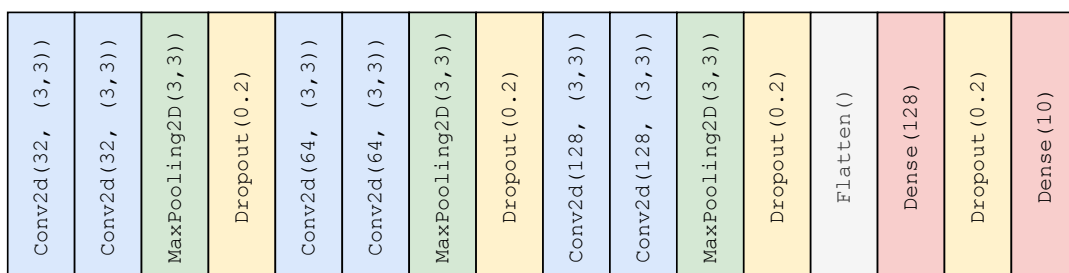 Conv2d(32, (3,3))
Conv2d(32, (3,3))
MaxPooling2D(3,3))
Dropout(0.2)
Conv2d(64, (3,3))
Conv2d(64, (3,3))
MaxPooling2D(3,3))
Dropout(0.2)
Conv2d(128, (3,3))
Conv2d(128, (3,3))
MaxPooling2D(3,3))
Dropout(0.2)
Flatten()
Dense(128)
Dropout(0.2)
Dense(10)